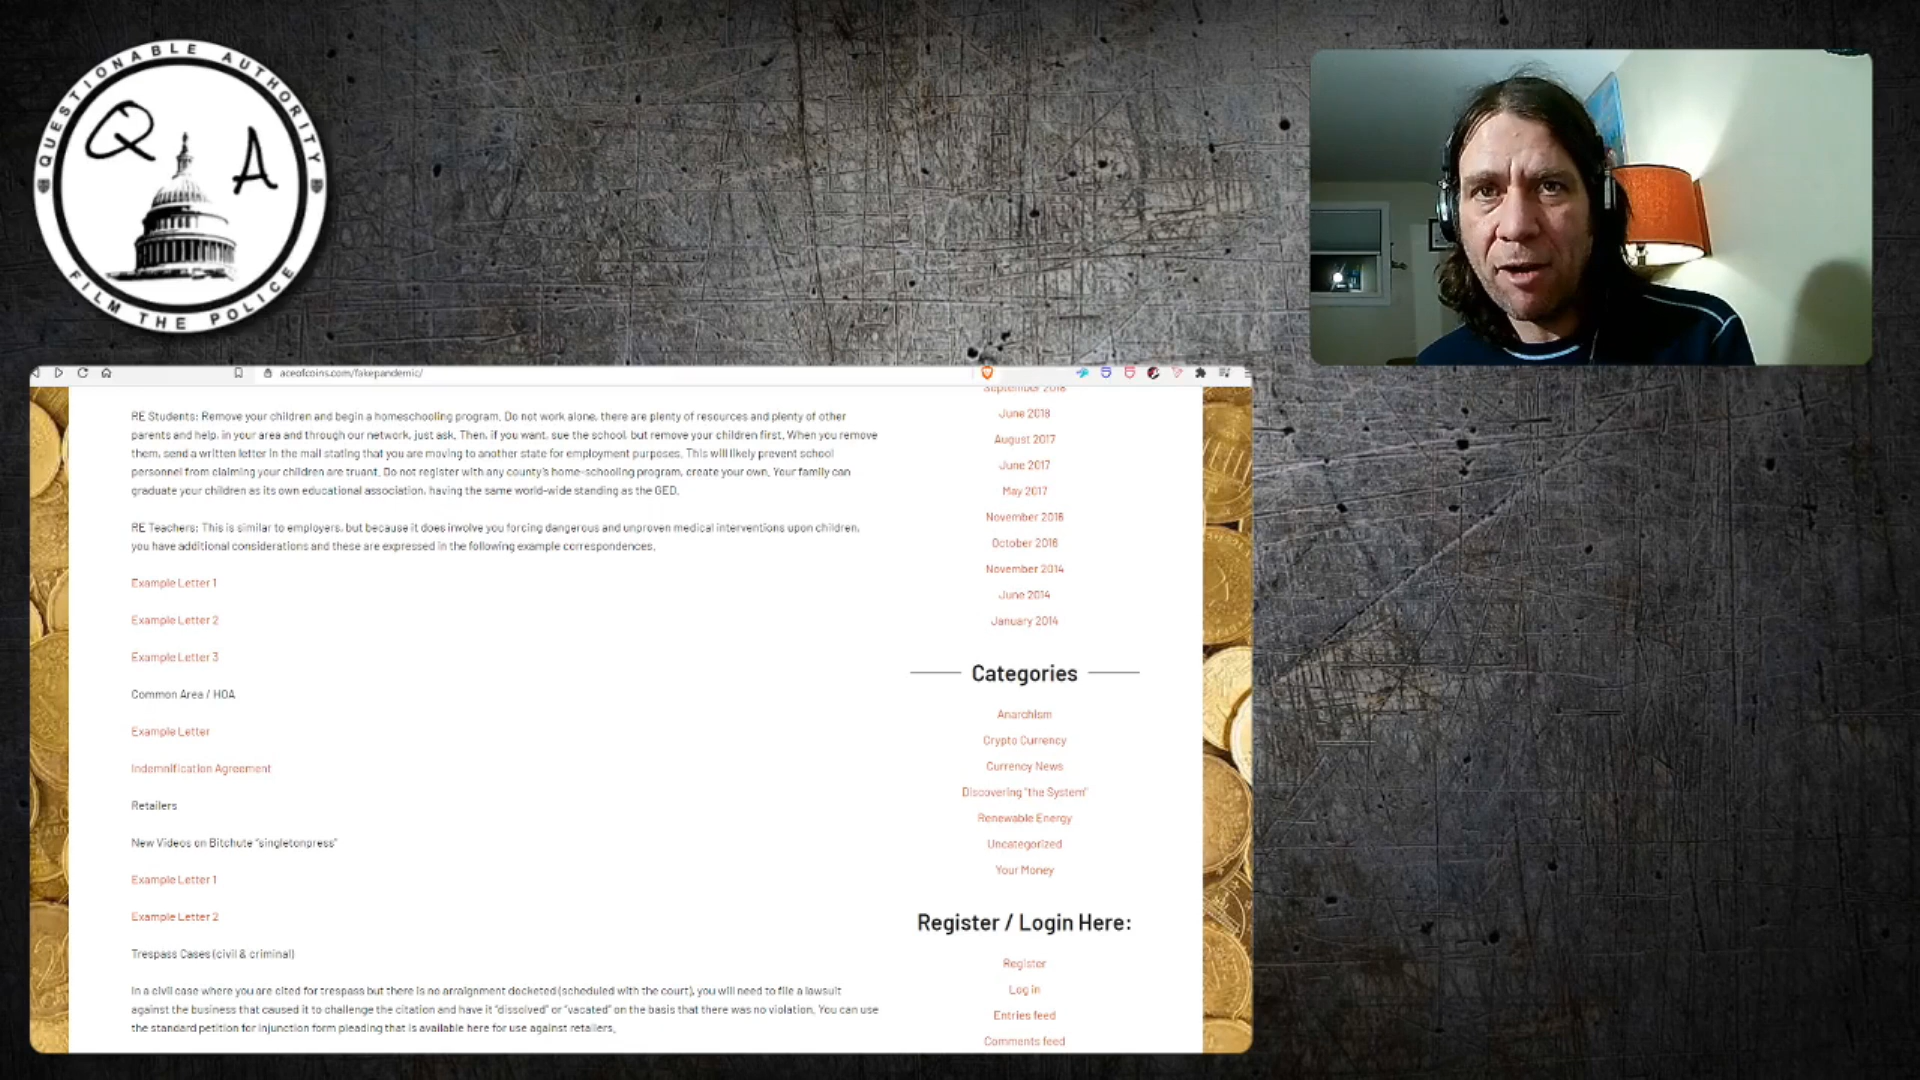 QUESTIONABLE AUTHORITY
QA
FILM THE POLICE
aceofcoins.com/fakepandemic/
RE Students: Remove your children and begin a homeschooling program. Do not work alone, there are plenty of resources and plenty of other
parents and help, in your area and through our network, just ask. Then, if you want, sue the school, but remove your children first. When you remove
them, send a written letter in the mail stating that you are moving to another state for employment purposes. This will likely prevent school
personnel from claiming your children are truant. Do not register with any county's home-schooling program, create your own. Your family can
graduate your children as its own educational association, having the same world-wide standing as the GED.
RE Teachers: This is similar to employers, but because it does involve you forcing dangerous and unproven medical interventions upon children,
you have additional considerations and these are expressed in the following example correspondences.
Example Letter 1
Example Letter 2
Example Letter 3
Common Area / HOA
Example Letter
Indemnification Agreement
Retailers
New Videos on Bitchute "singletonpress"
Example Letter 1
Example Letter 2
Trespass Cases (civil & criminal)
In a civil case where you are cited for trespass but there is no arraignment docketed (scheduled with the court), you will need to file a lawsuit
against the business that caused it to challenge the citation and have it "dissolved" or "vacated" on the basis that there was no violation. You can use
the standard petition for injunction form pleading that is available here for use against retailers.
September 2018
June 2018
August 2017
June 2017
May 2017
November 2016
October 2016
November 2014
June 2014
January 2014
Categories
Anarchism
Crypto Currency
Currency News
Discovering "the System"
Renewable Energy
Uncategorized
Your Money
Register / Login Here:
Register
Log in
Entries feed
Comments feed